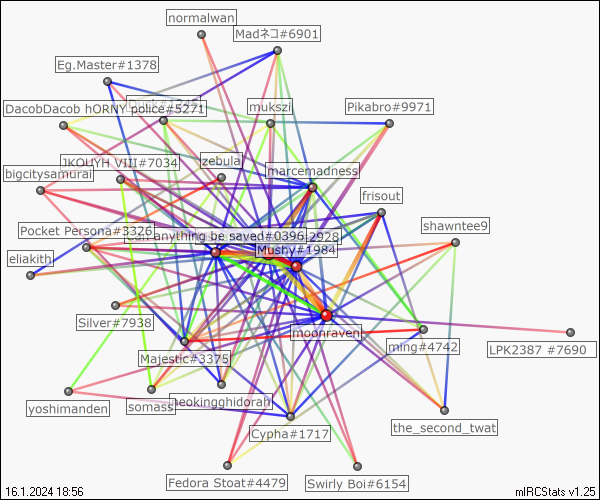 normalwan
Madネコ#6901
Eg.Master#1378
DacobDacob hORNY police#5271
mukszi
Pikabro#9971
JKOIJYH VIII#7034
zebula
marcemadness
bigcitysamurai
frisout
shawntee9
Pocket Persona#3326
can anything be saved#0396
2928
Mushy#1984
eliakith
Silver#7938
moonraven
ming#4742
LPK2387 #7690
Majestic#3375
yoshimanden
somass
neokingghidorah
Cypha#1717
the_second_twat
Fedora Stoat#4479
Swirly Boi#6154
16.1.2024 18:56
mIRCStats v1.25